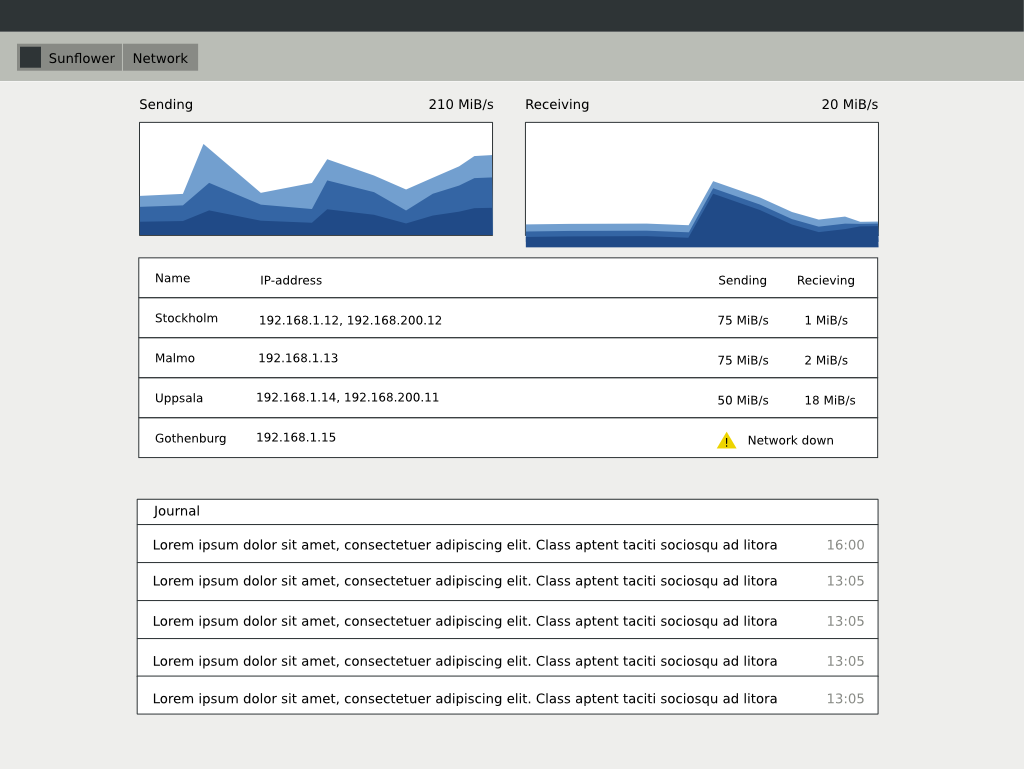 Sunflower Network
Sending 210 MiB/s Receiving 20 MiB/s
Name IP-address Sending Recieving
Stockholm 192.168.1.12, 192.168.200.12 75 MiB/s 1 MiB/s
Malmo 192.168.1.13 75 MiB/s 2 MiB/s
Uppsala 192.168.1.14, 192.168.200.11 50 MiB/s 18 MiB/s
Gothenburg 192.168.1.15 ! Network down
Journal
Lorem ipsum dolor sit amet, consectetuer adipiscing elit. Class aptent taciti sociosqu ad litora 16:00
Lorem ipsum dolor sit amet, consectetuer adipiscing elit. Class aptent taciti sociosqu ad litora 13:05
Lorem ipsum dolor sit amet, consectetuer adipiscing elit. Class aptent taciti sociosqu ad litora 13:05
Lorem ipsum dolor sit amet, consectetuer adipiscing elit. Class aptent taciti sociosqu ad litora 13:05
Lorem ipsum dolor sit amet, consectetuer adipiscing elit. Class aptent taciti sociosqu ad litora 13:05